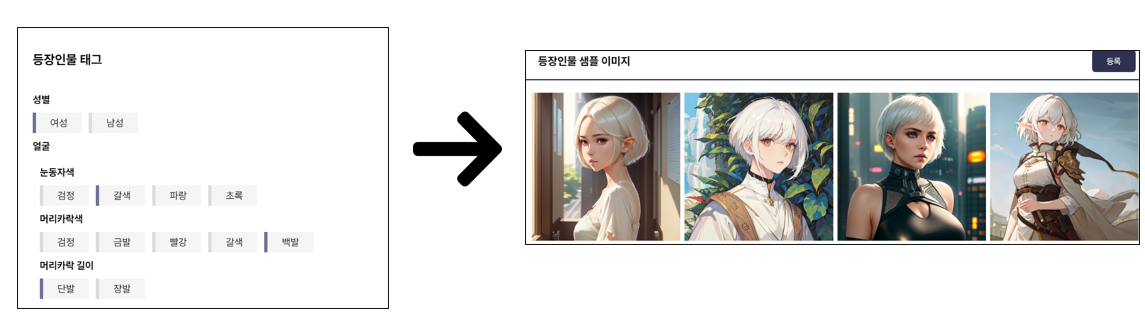 등장인물 태그
성별
여성 남성
얼굴
눈동자색
검정 갈색 파랑 초록
머리카락색
검정 금발 빨강 갈색 백발
머리카락 길이
단발 장발
등장인물 샘플 이미지 등록